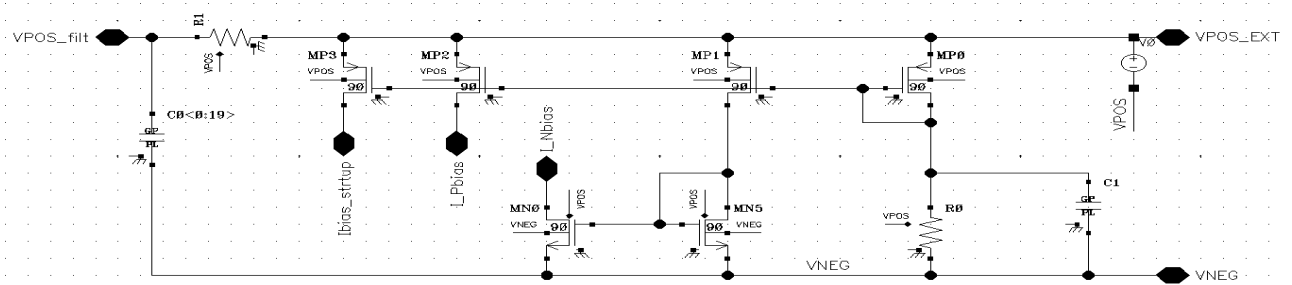 R1
VPOS_filt
VPOS
V0
VPOS_EXT
MP3
MP2
MP1
MP0
VPOS
VPOS
VPOS
VPOS
90
90
90
90
C0<0:19>
GP
PL
VPOS
Ibias_strtup
I_Pbias
I_Nbias
C1
GP
PL
MN0
VPOS
VPOS
MN5
R0
VNEG
90
90
VNEG
VPOS
VNEG
VNEG